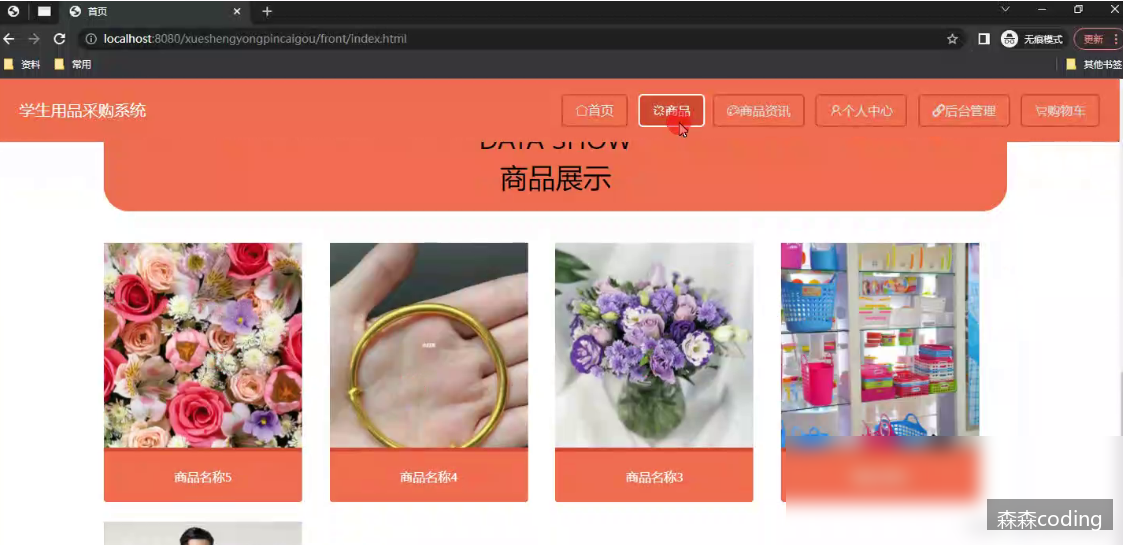 首页
localhost:8080/xueshengyongpincaigou/front/index.html
无痕模式
更新
资料
常用
其他书签
学生用品采购系统
首页
商品
商品资讯
个人中心
后台管理
购物车
DATA SHOW
商品展示
商品名称5
商品名称4
商品名称3
森森coding